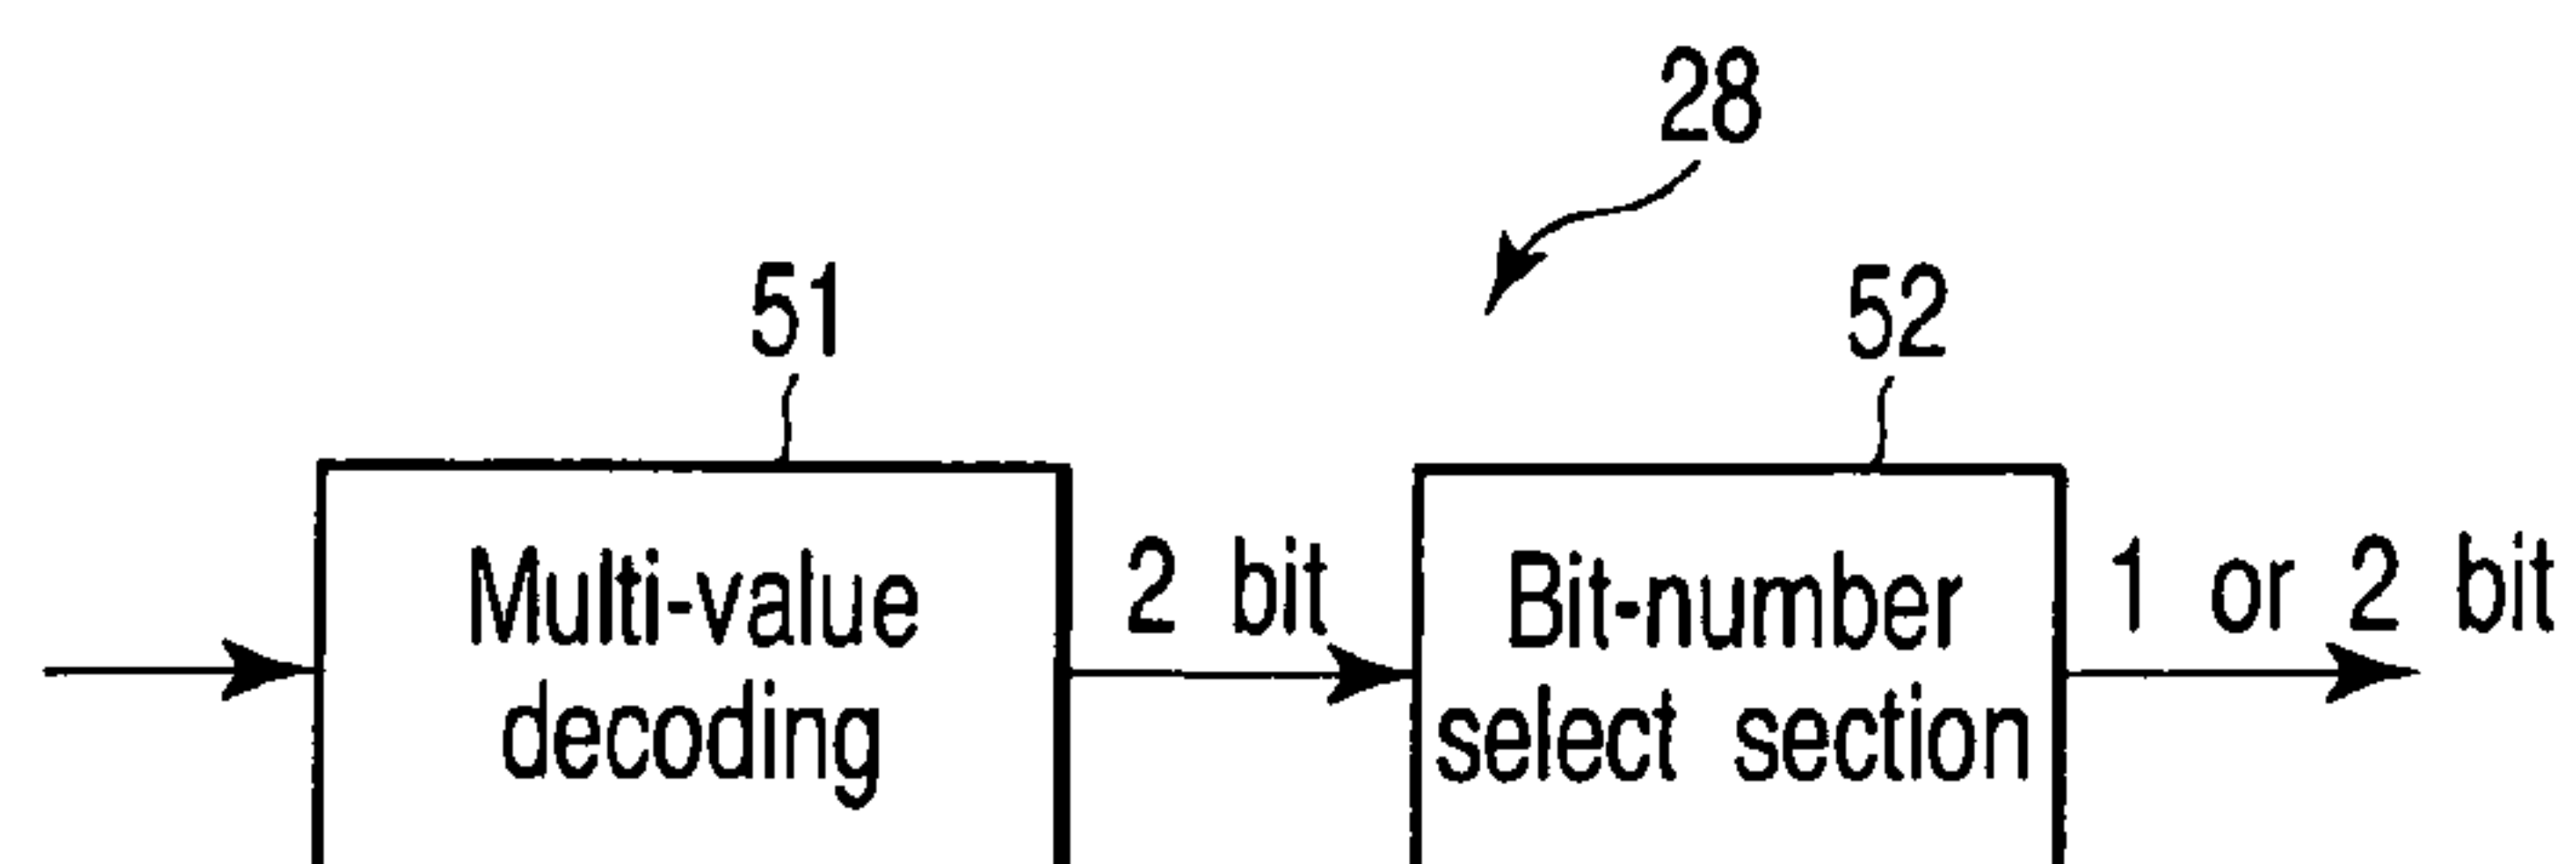 28
51
52
Multi-value
decoding
2 bit
Bit-number
select section
1 or 2 bit